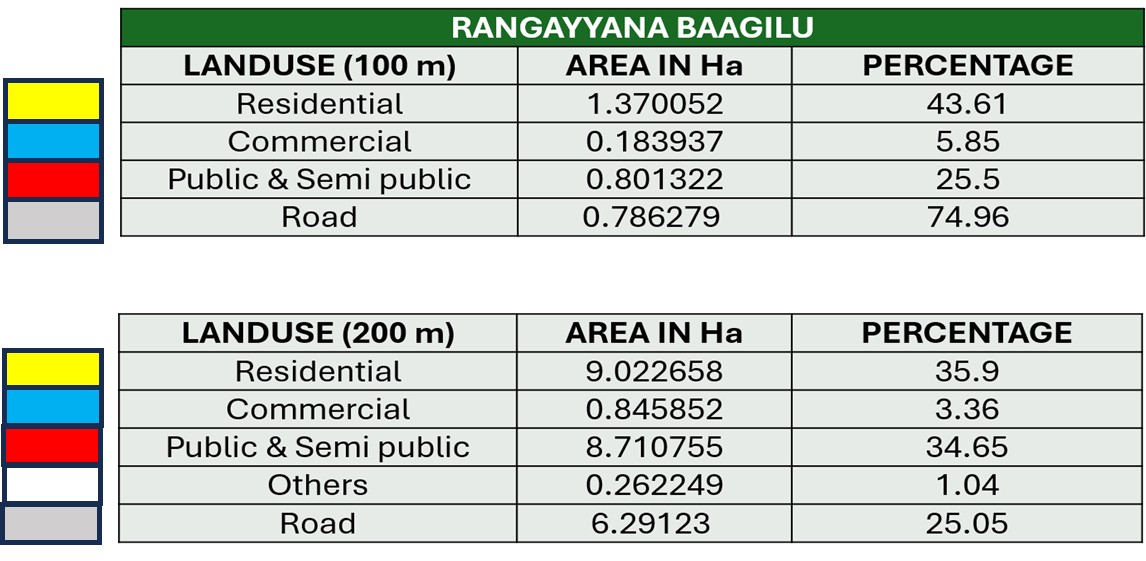 RANGAYYANA BAAGILU
LANDUSE (100 m) AREA IN Ha PERCENTAGE
Residential 1.370052 43.61
Commercial 0.183937 5.85
Public & Semi public 0.801322 25.5
Road 0.786279 74.96
LANDUSE (200 m) AREA IN Ha PERCENTAGE
Residential 9.022658 35.9
Commercial 0.845852 3.36
Public & Semi public 8.710755 34.65
Others 0.262249 1.04
Road 6.29123 25.05